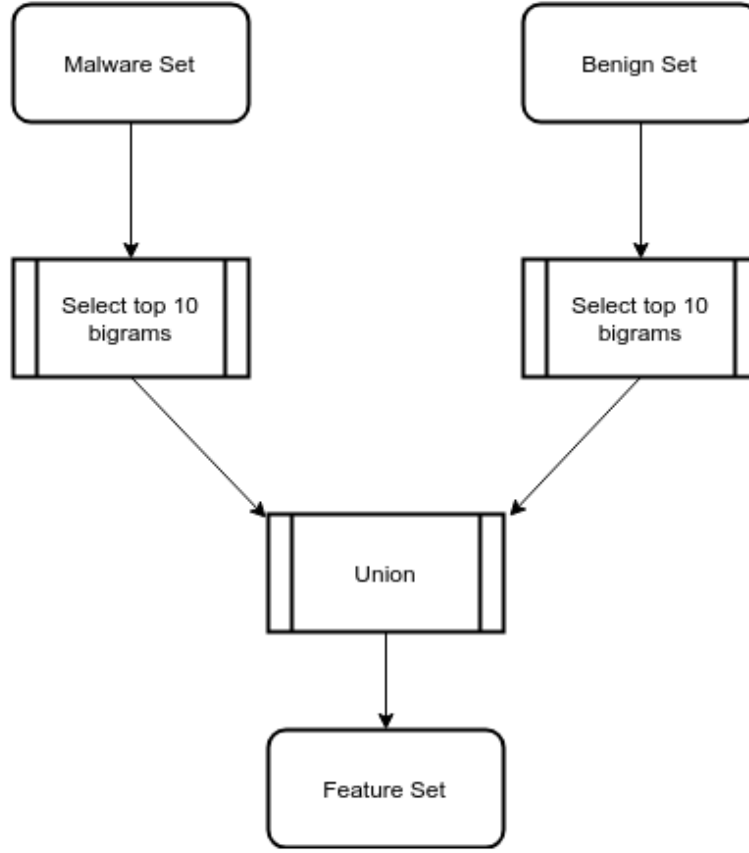 Malware Set
Benign Set
Select top 10
bigrams
Select top 10
bigrams
Union
Feature Set